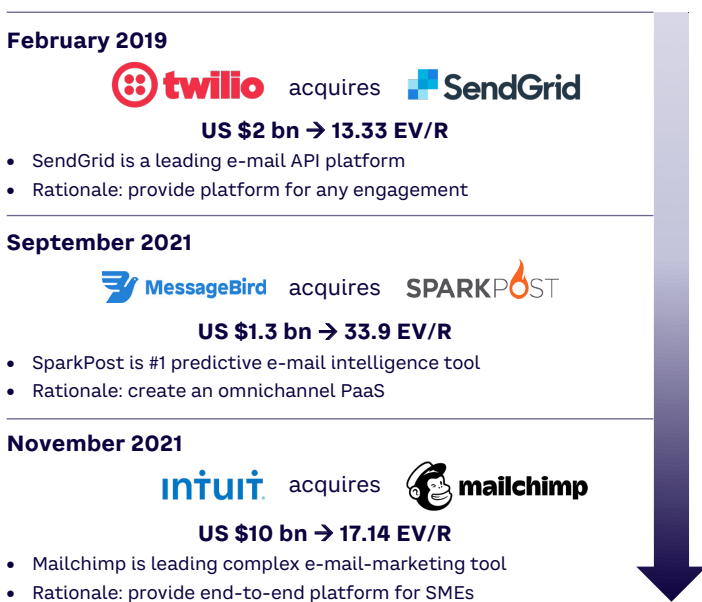 February 2019
twilio acquires SendGrid
US $2 bn → 13.33 EV/R
• SendGrid is a leading e-mail API platform
• Rationale: provide platform for any engagement
September 2021
MessageBird acquires SPARKPOST
US $1.3 bn → 33.9 EV/R
• SparkPost is #1 predictive e-mail intelligence tool
• Rationale: create an omnichannel PaaS
November 2021
ıntuıt. acquires mailchimp
US $10 bn → 17.14 EV/R
• Mailchimp is leading complex e-mail-marketing tool
• Rationale: provide end-to-end platform for SMEs